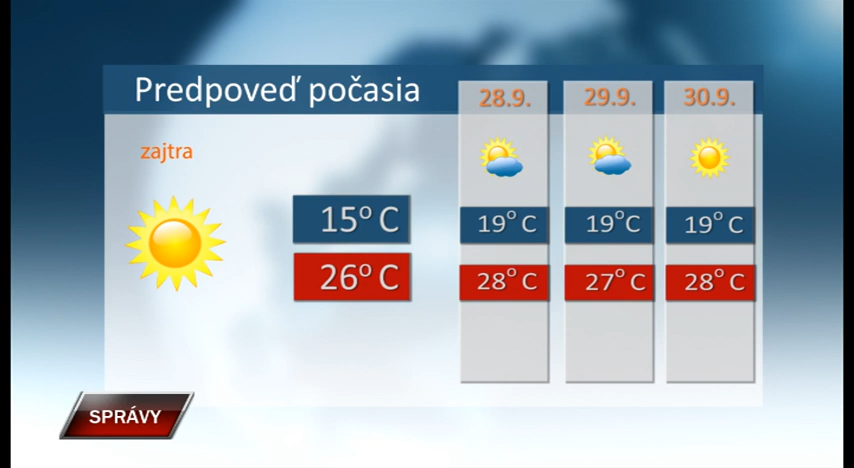 Predpoveď počasia
zajtra
15° C
26° C
28.9.
19° C
28° C
29.9.
19°C
27° C
30.9.
19° C
28° C
SPRÁVY